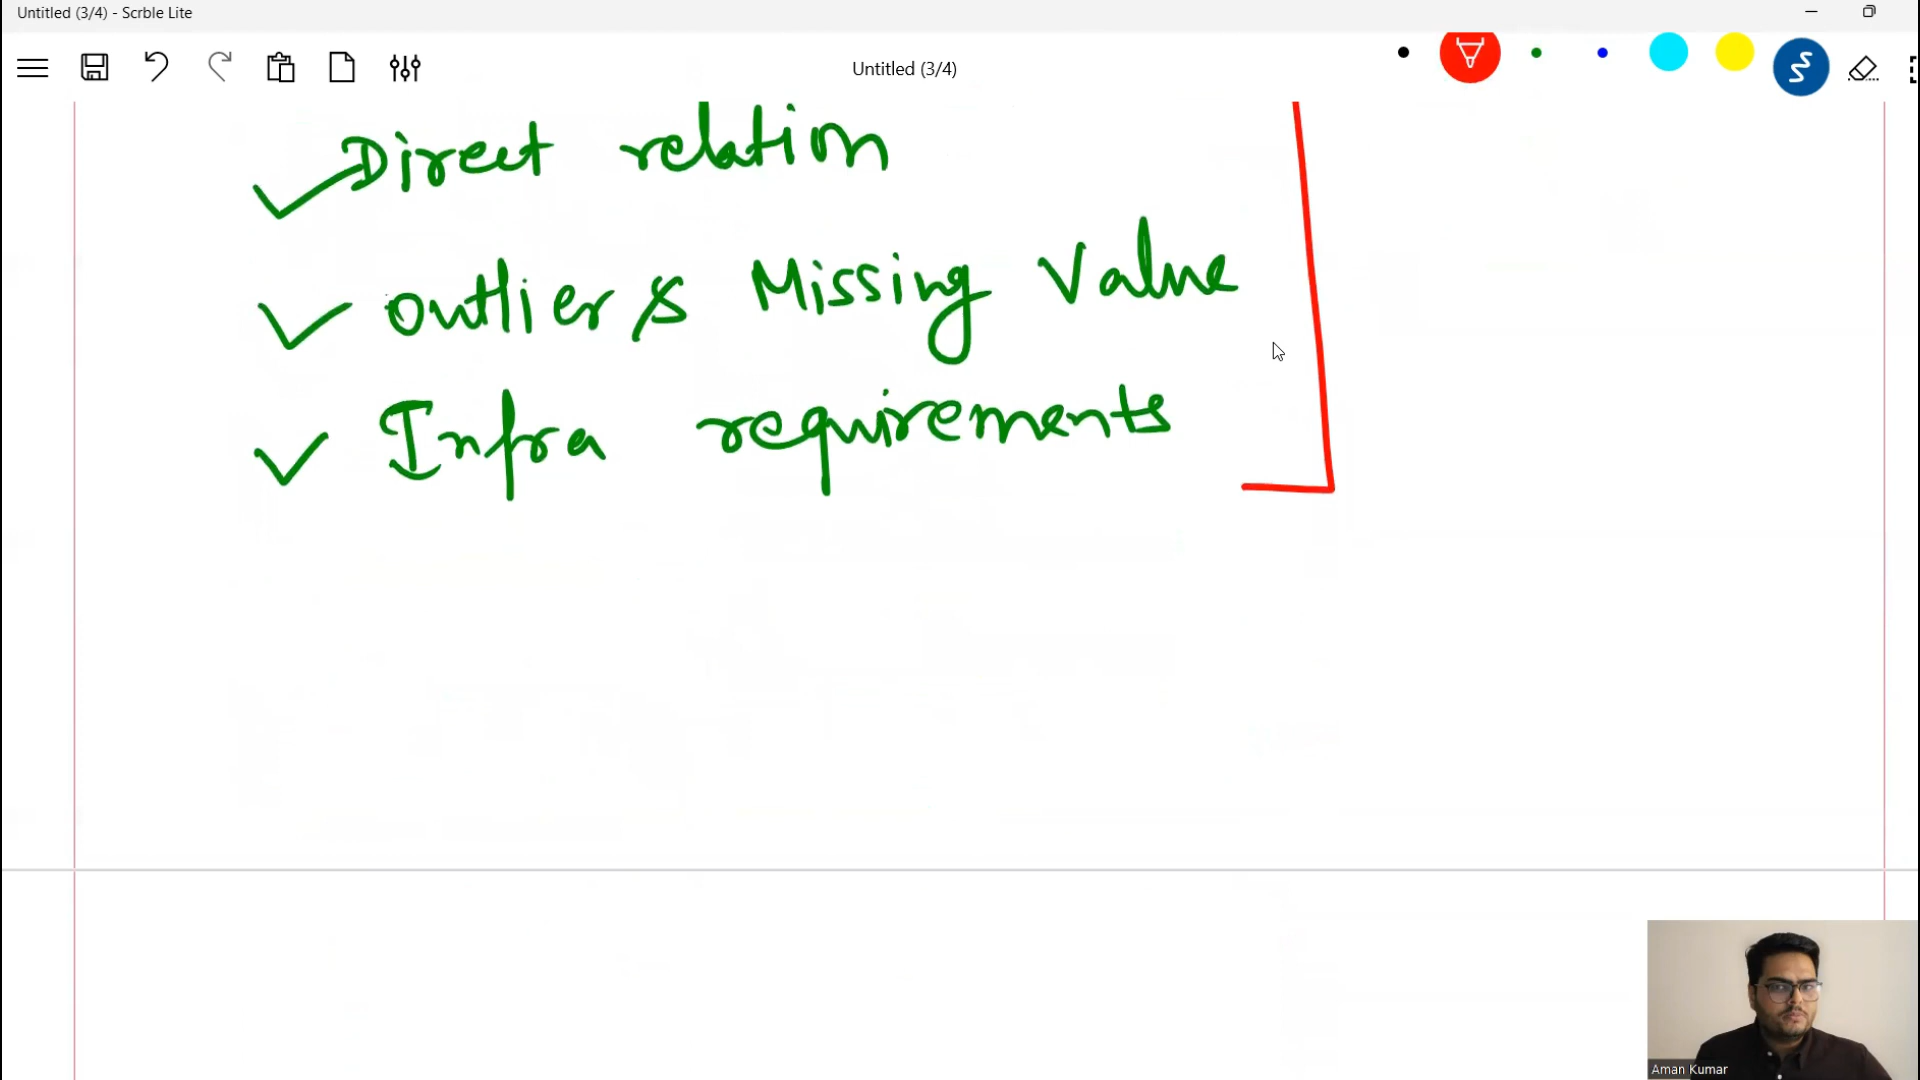 Untitled (3/4) - Scrble Lite
Untitled (3/4)
Direct relation
outlier & Missing Value
Infra requirements
Aman Kumar